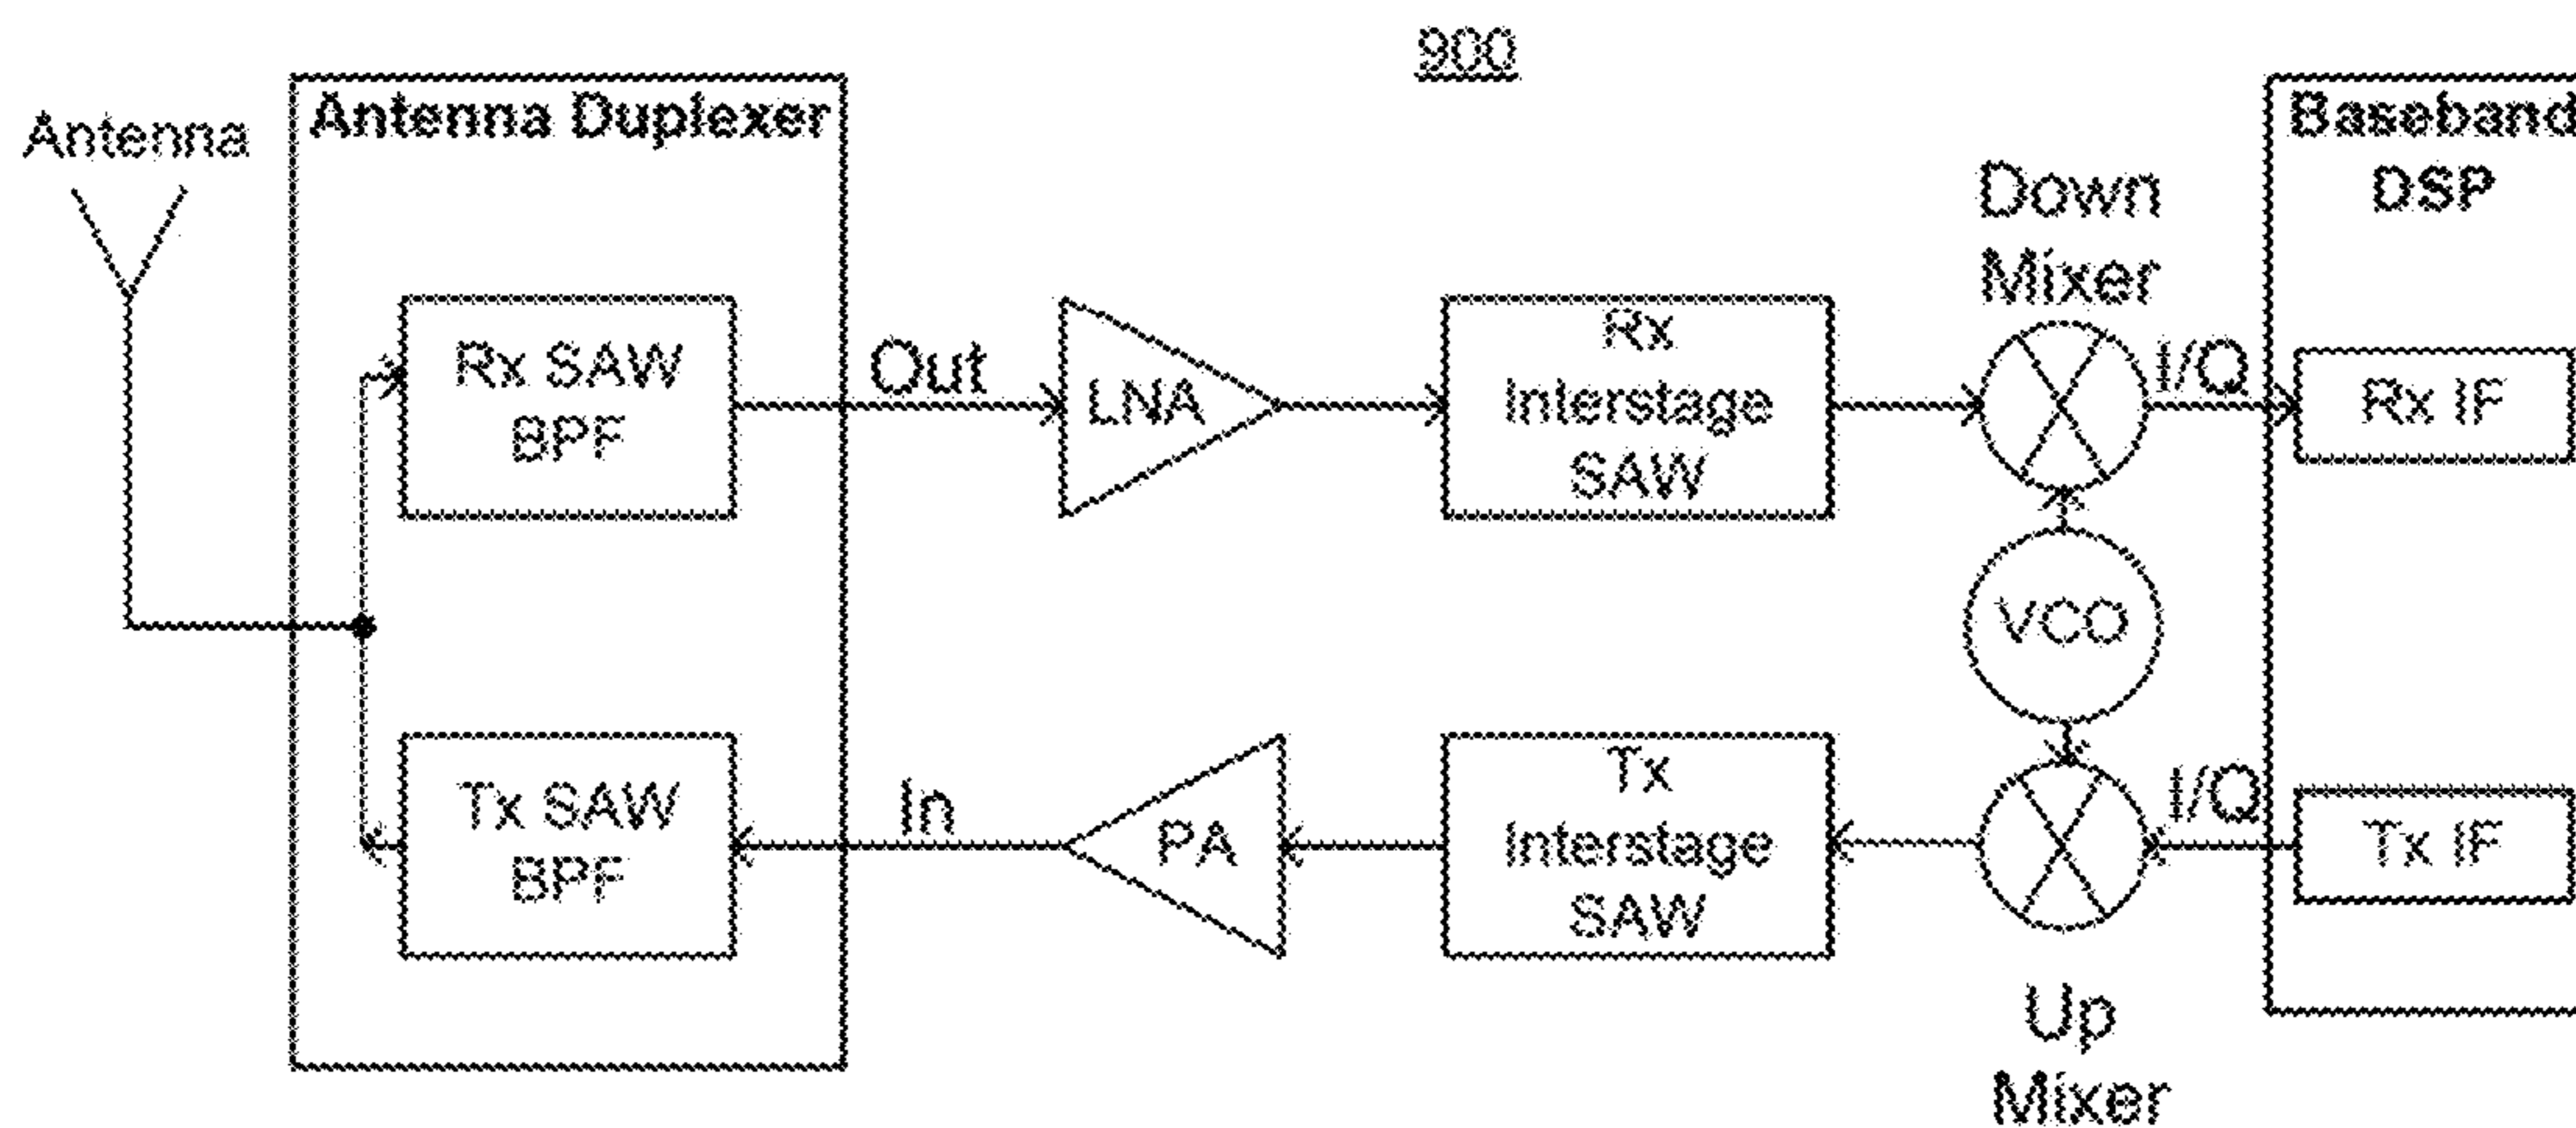 900
Antenna
Antenna Duplexer
Baseband
DSP
Down
Mixer
Rx SAW
BPF
Out
LNA
Rx
Interstage
SAW
I/Q
Rx IF
VCO
Tx SAW
BPF
In
PA
Tx
Interstage
SAW
I/Q
Tx IF
Up
Mixer